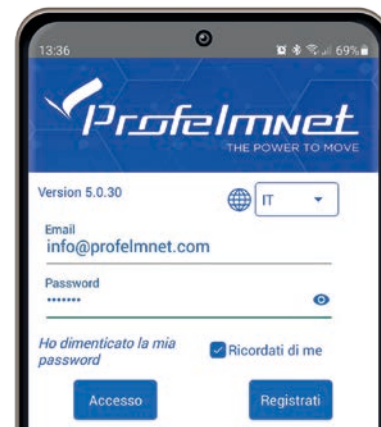 13:36 69%
Profelmnet
THE POWER TO MOVE
Version 5.0.30 IT
Email
info@profelmnet.com
Password
•••••••
Ho dimenticato la mia Ricordati di me
password
Accesso Registrati